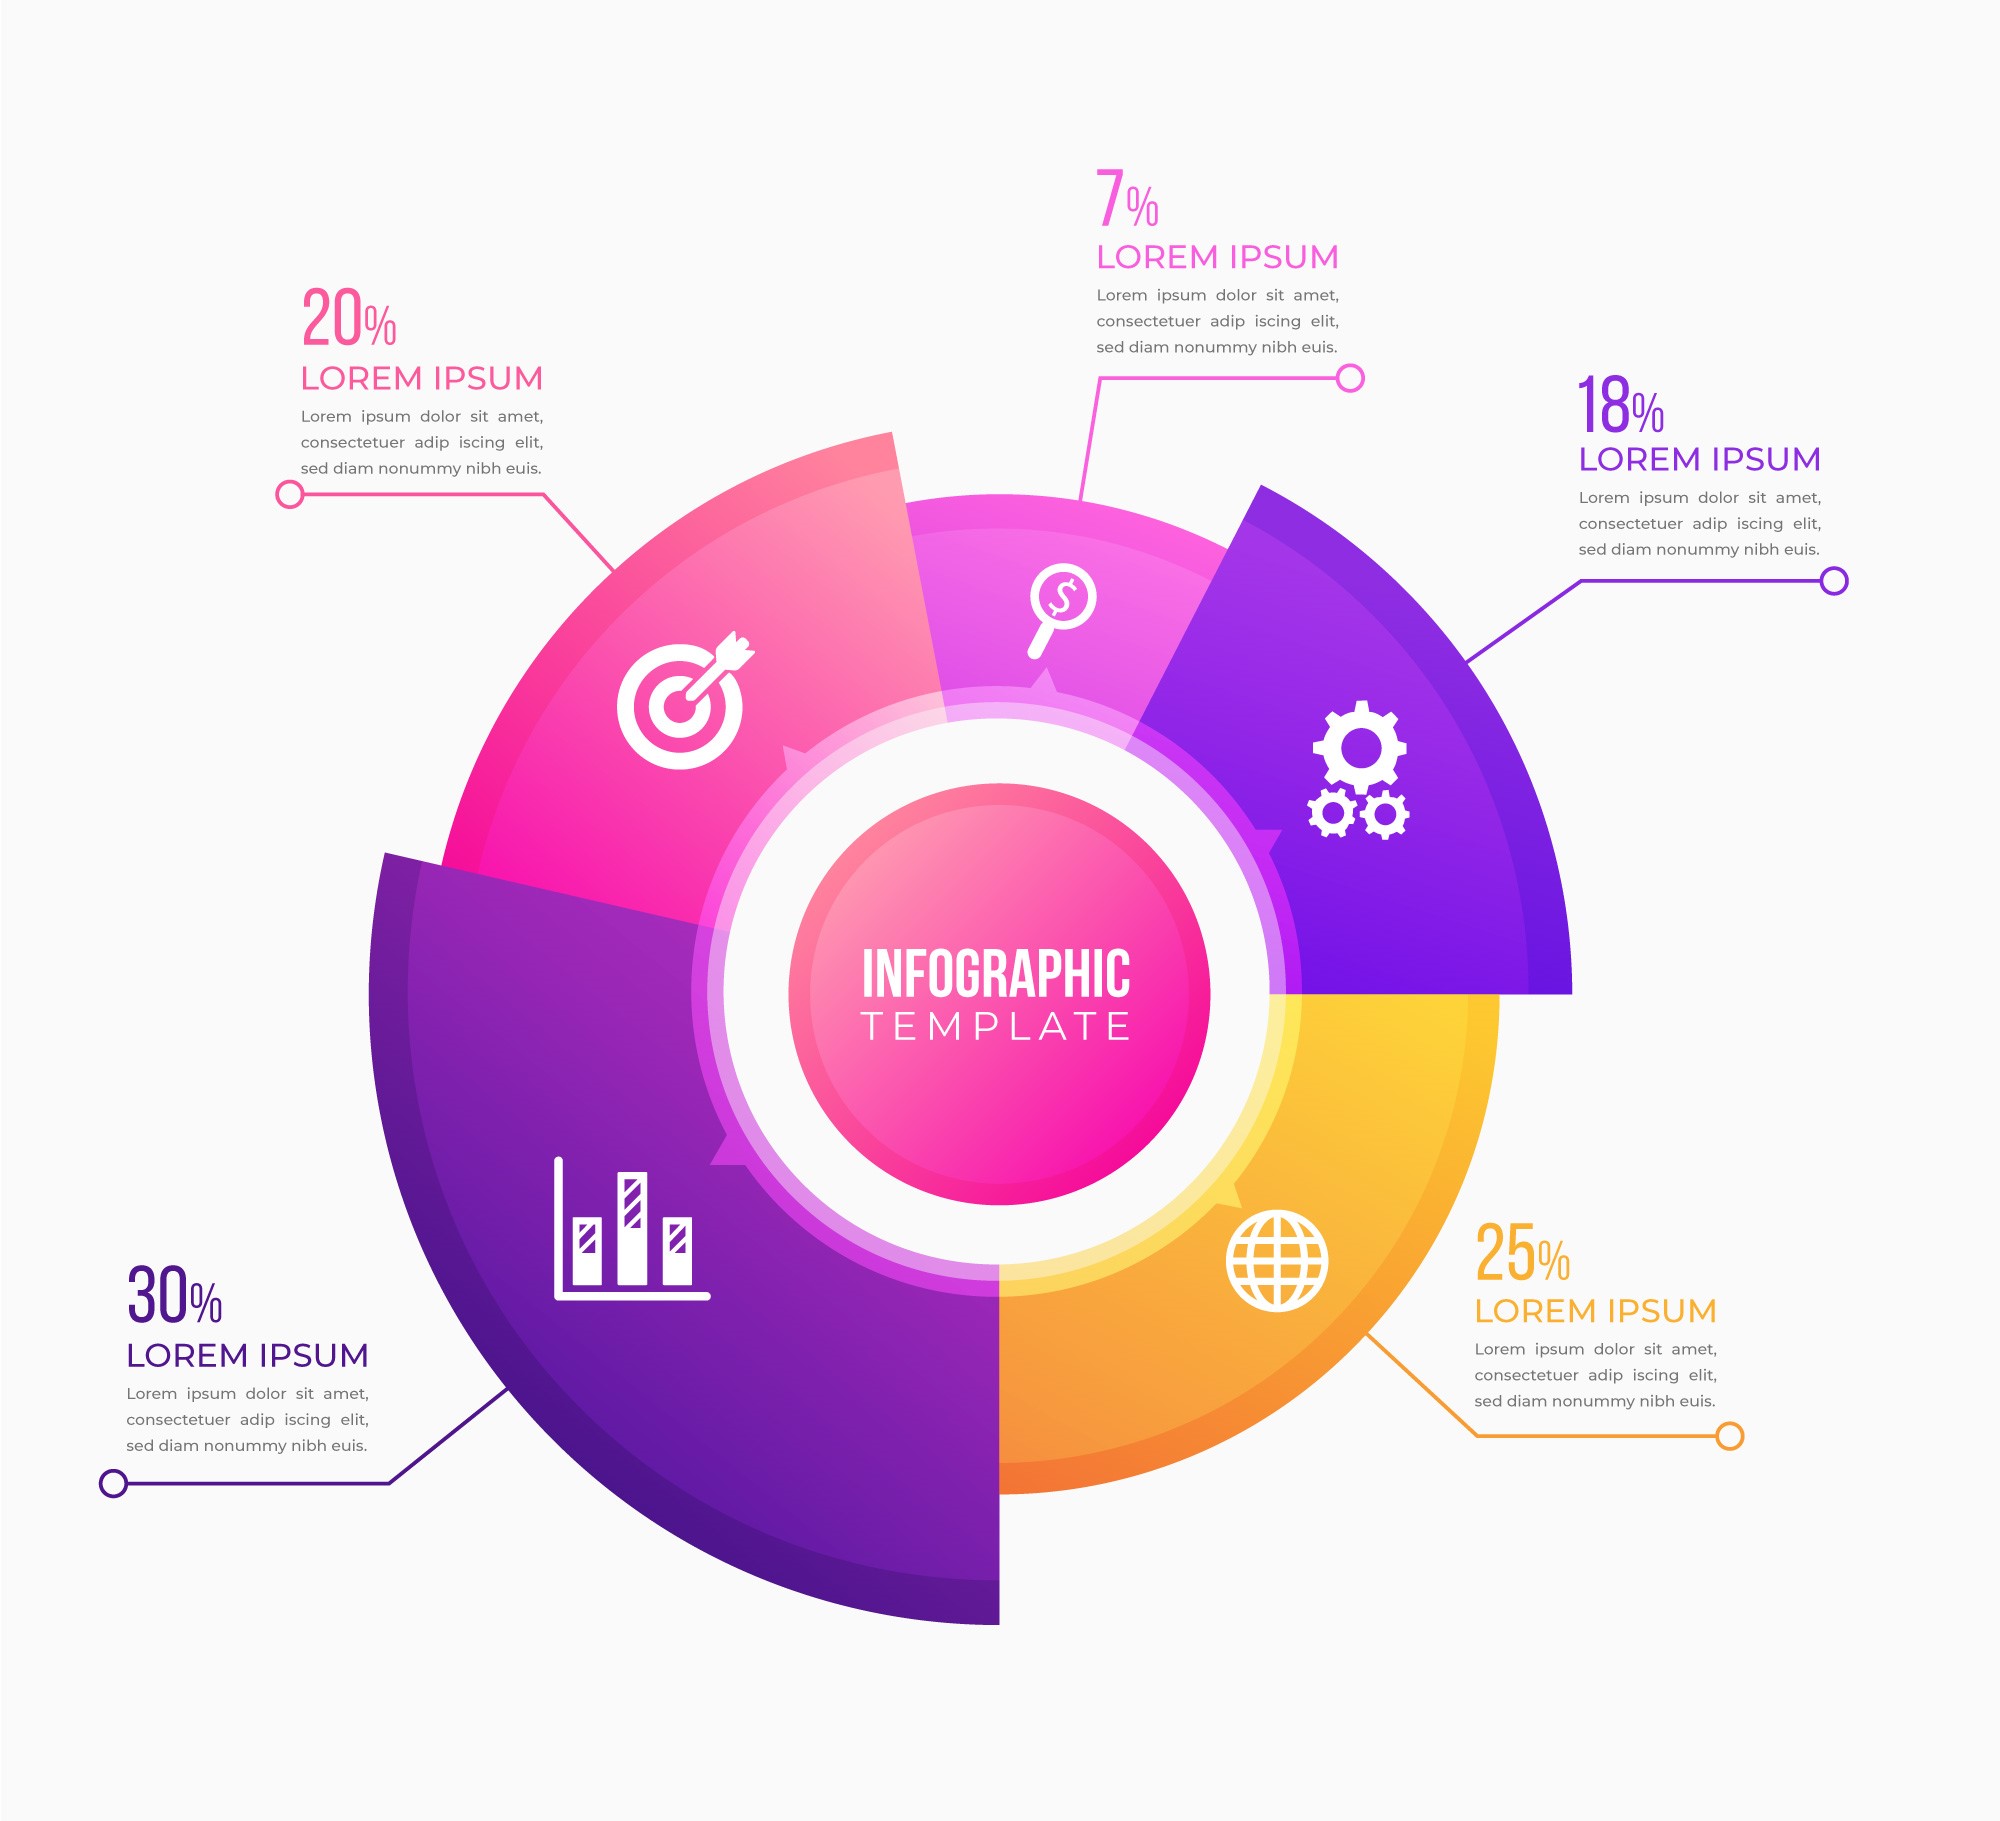 7%
LOREM IPSUM
Lorem ipsum dolor sit amet,
consectetuer adip iscing elit,
sed diam nonummy nibh euis.
20%
LOREM IPSUM
Lorem ipsum dolor sit amet,
consectetuer adip iscing elit,
sed diam nonummy nibh euis.
18%
LOREM IPSUM
Lorem ipsum dolor sit amet,
consectetuer adip iscing elit,
sed diam nonummy nibh euis.
$
INFOGRAPHIC
TEMPLATE
25%
LOREM IPSUM
Lorem ipsum dolor sit amet,
consectetuer adip iscing elit,
sed diam nonummy nibh euis.
30%
LOREM IPSUM
Lorem ipsum dolor sit amet,
consectetuer adip iscing elit,
sed diam nonummy nibh euis.